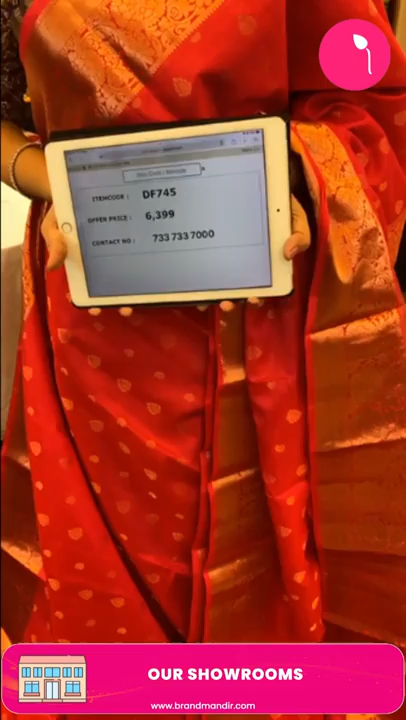 ITEMCODE : DF745
OFFER PRICE : 6,399
CONTACT NO : 733 733 7000
OUR SHOWROOMS
www.brandmandir.com